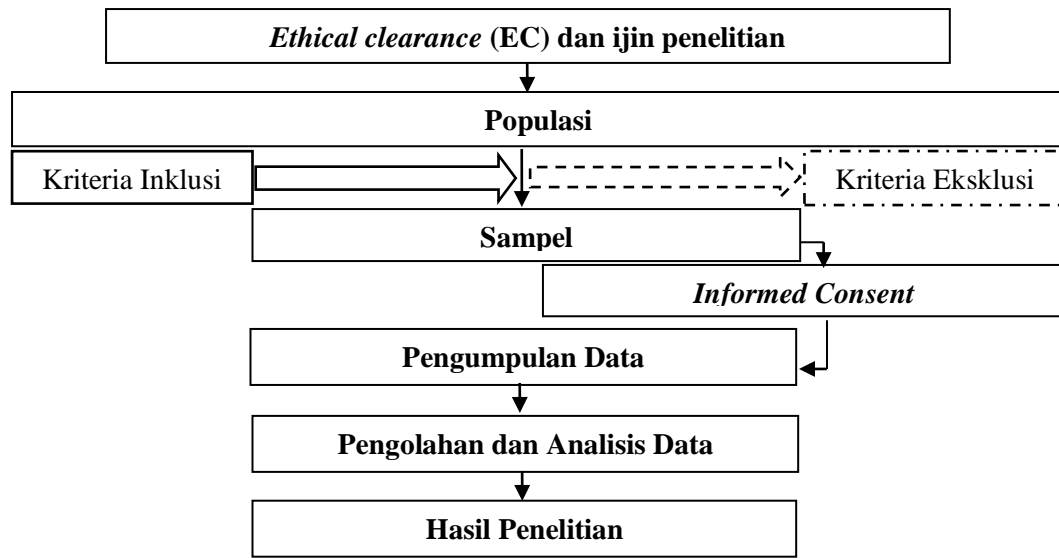 Ethical clearance (EC) dan ijin penelitian
Populasi
Kriteria Inklusi
Kriteria Eksklusi
Sampel
Informed Consent
Pengumpulan Data
Pengolahan dan Analisis Data
Hasil Penelitian